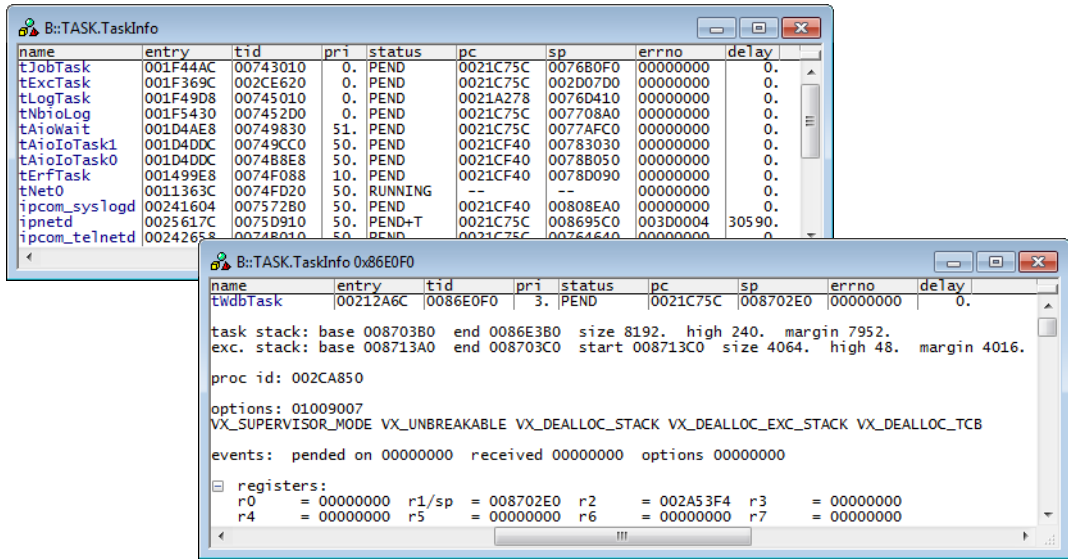 B::TASK.TaskInfo
name entry tid pri status pc sp errno delay
tJobTask 001F44AC 00743010 0. PEND 0021C75C 0076B0F0 00000000 0.
tExcTask 001F369C 002CE620 0. PEND 0021C75C 002D07D0 00000000 0.
tLogTask 001F49D8 00745010 0. PEND 0021A278 0076D410 00000000 0.
tNbioLog 001F5430 007452D0 0. PEND 0021C75C 007708A0 00000000 0.
tAioWait 001D4AE8 00749830 51. PEND 0021C75C 0077AFC0 00000000 0.
tAioIoTask1 001D4DDC 00749CC0 50. PEND 0021CF40 00783030 00000000 0.
tAioIoTask0 001D4DDC 0074B8E8 50. PEND 0021CF40 0078B050 00000000 0.
tErfTask 001499E8 0074F088 10. PEND 0021CF40 0078D090 00000000 0.
tNet0 0011363C 0074FD20 50. RUNNING -- -- 00000000 0.
ipcom_syslogd 00241604 007572B0 50. PEND 0021CF40 00808EA0 00000000 0.
ipnetd 0025617C 0075D910 50. PEND+T 0021C75C 008695C0 003D0004 30590.
ipcom_telnetd 00242658 0074B010 50. PEND 0021C75C 00764640 00000000 0.
B::TASK.TaskInfo 0x86E0F0
name entry tid pri status pc sp errno delay
tWdbTask 00212A6C 0086E0F0 3. PEND 0021C75C 008702E0 00000000 0.
task stack: base 008703B0 end 0086E3B0 size 8192. high 240. margin 7952.
exc. stack: base 008713A0 end 008703C0 start 008713C0 size 4064. high 48. margin 4016.
proc id: 002CA850
options: 01009007
VX_SUPERVISOR_MODE VX_UNBREAKABLE VX_DEALLOC_STACK VX_DEALLOC_EXC_STACK VX_DEALLOC_TCB
events: pended on 00000000 received 00000000 options 00000000
registers:
r0 = 00000000 r1/sp = 008702E0 r2 = 002A53F4 r3 = 00000000
r4 = 00000000 r5 = 00000000 r6 = 00000000 r7 = 00000000